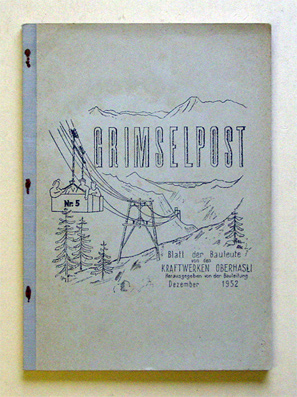 GRIMSELPOST
Nr. 5
Blatt der Bauleute
von den
KRAFTWERKEN OBERHASLI
Herausgegeben von der Bauleitung
Dezember 1952